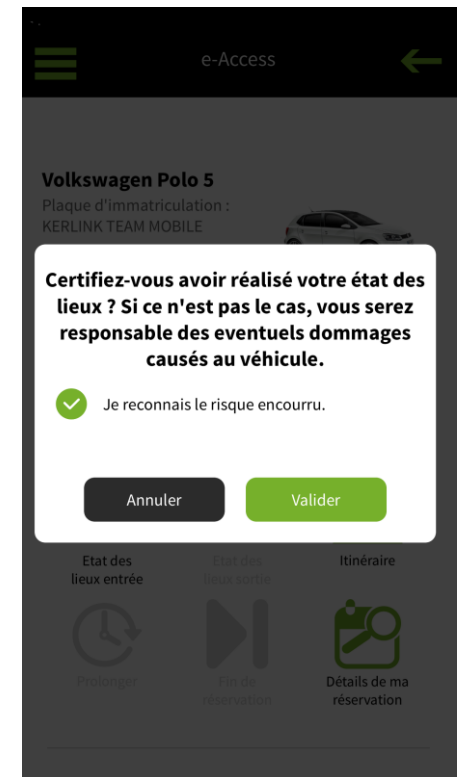 e-Access
Volkswagen Polo 5
Plaque d'immatriculation :
KERLINK TEAM MOBILE
Certifiez-vous avoir réalisé votre état des
lieux ? Si ce n'est pas le cas, vous serez
responsable des eventuels dommages
causés au véhicule.
Je reconnais le risque encourru.
Annuler
Valider
Etat des
lieux entrée
Etat des
lieux sortie
Itinéraire
Prolonger
Fin de
réservation
Détails de ma
réservation